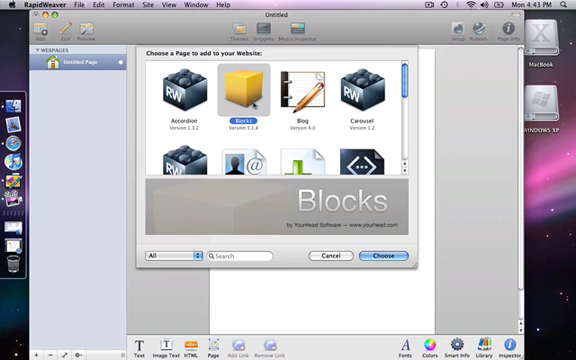 RapidWeaver File Edit Format Site View Window Help
Mon 4:43 PM
Untitled
Add Edit Preview Themes Snippets Media Inspector Setup Publish Page Info
WEBPAGES
Untitled Page
Choose a Page to add to your Website:
Accordion
Version 1.3.2
Blocks
Version 3.1.4
Blog
Version 4.0
Carousel
Version 1.2
RW
RW
RW
Blocks
by YourHead Software — www.yourhead.com
All
Search
Cancel
Choose
MacBook
WINDOWS XP
Text Image Text HTML Page Add Link Remove Link Fonts Colors Smart Info Library Inspector